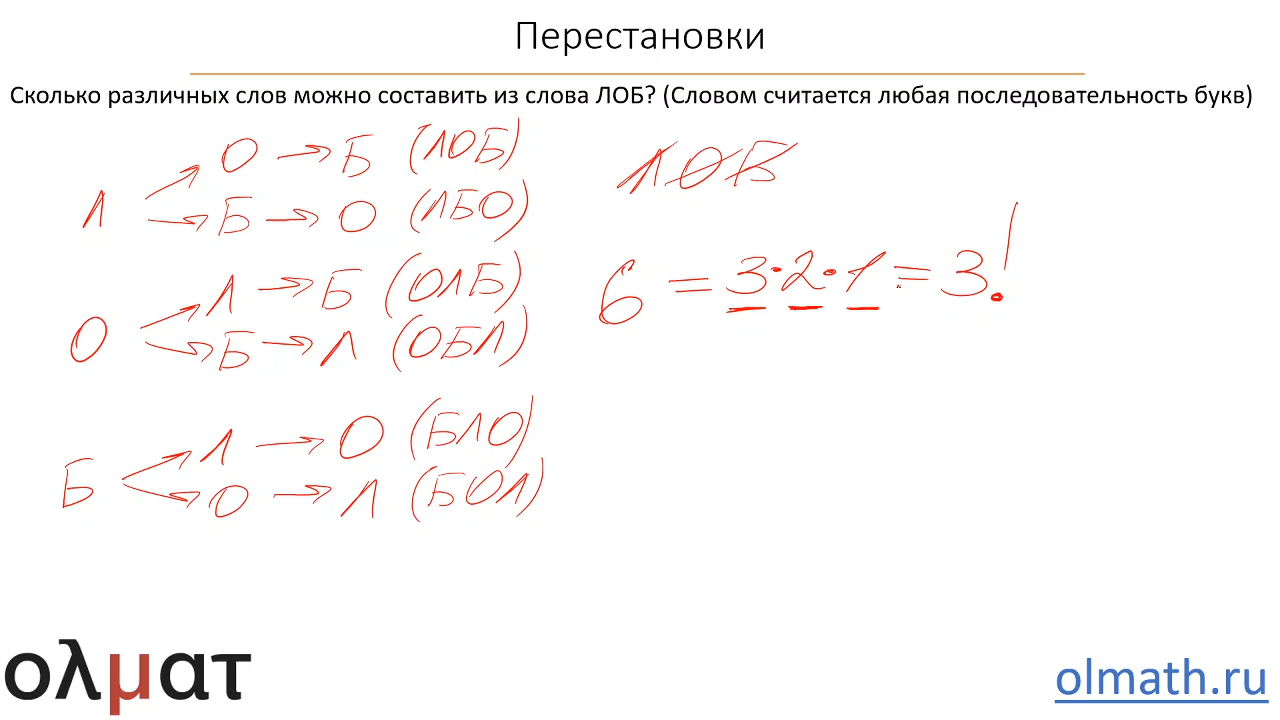 Перестановки
Сколько различных слов можно составить из слова ЛОБ? (Словом считается любая последовательность букв)
О → Б (ЛОБ)
Л
Б → О (ЛБО)
Л → Б (ОЛБ)
О
Б → Л (ОБЛ)
Л → О (БЛО)
Б
О → Л (БОЛ)
ЛОБ
6 = 3·2·1 = 3!
ολματ
olmath.ru